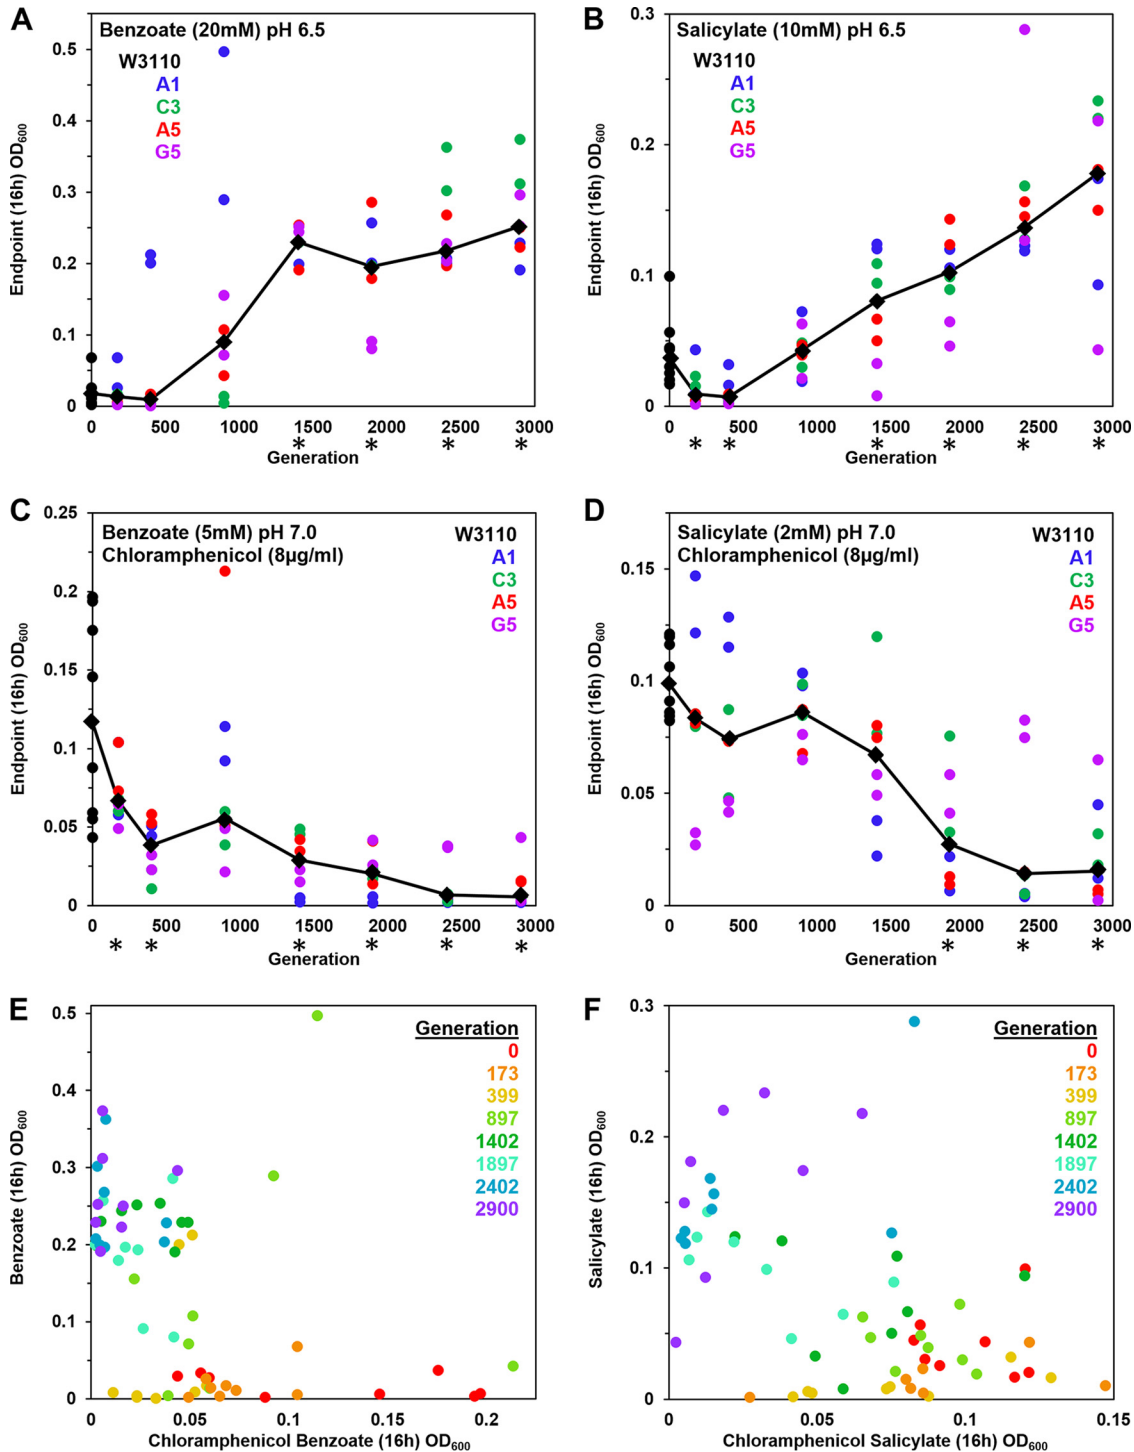 A
Benzoate (20mM) pH 6.5
W3110
A1
C3
A5
G5
Endpoint (16h) OD600
0.5
0.4
0.3
0.2
0.1
0
0 500 1000 1500 2000 2500 3000
* * * *
Generation
B
Salicylate (10mM) pH 6.5
W3110
A1
C3
A5
G5
Endpoint (16h) OD600
0.3
0.2
0.1
0
0 500 1000 1500 2000 2500 3000
* * * * * *
Generation
C
Benzoate (5mM) pH 7.0
Chloramphenicol (8μg/ml)
W3110
A1
C3
A5
G5
Endpoint (16h) OD600
0.25
0.2
0.15
0.1
0.05
0
0 500 1000 1500 2000 2500 3000
* * * * * *
Generation
D
Salicylate (2mM) pH 7.0
Chloramphenicol (8μg/ml)
W3110
A1
C3
A5
G5
Endpoint (16h) OD600
0.15
0.1
0.05
0
0 500 1000 1500 2000 2500 3000
* * *
Generation
E
Generation
0
173
399
897
1402
1897
2402
2900
Benzoate (16h) OD600
0.5
0.4
0.3
0.2
0.1
0
0 0.05 0.1 0.15 0.2
Chloramphenicol Benzoate (16h) OD600
F
Generation
0
173
399
897
1402
1897
2402
2900
Salicylate (16h) OD600
0.3
0.2
0.1
0
0 0.05 0.1 0.15
Chloramphenicol Salicylate (16h) OD600